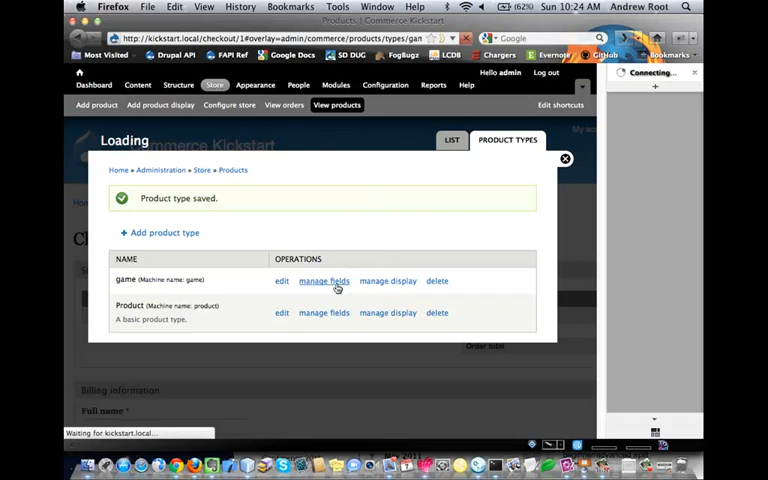 Firefox File Edit View History Bookmarks Tools Window Help (62%) Sun 10:24 AM Andrew Root
Products | Commerce Kickstart
http://kickstart.local/checkout/1#overlay=admin/commerce/products/types/gam
Google
Most Visited Drupal API FAPI Ref Google Docs SD DUG FogBugz LCDB Chargers Evernote GitHub Bookmarks
Hello admin Log out
Connecting...
Dashboard Content Structure Store Appearance People Modules Configuration Reports Help
Add product Add product display Configure store View orders View products Edit shortcuts
Loading
Commerce Kickstart
LIST PRODUCT TYPES
Home » Administration » Store » Products
Product type saved.
+ Add product type
NAME OPERATIONS
game (Machine name: game) edit manage fields manage display delete
Product (Machine name: product) edit manage fields manage display delete
A basic product type.
Order total
Billing information
Full name *
Waiting for kickstart.local...